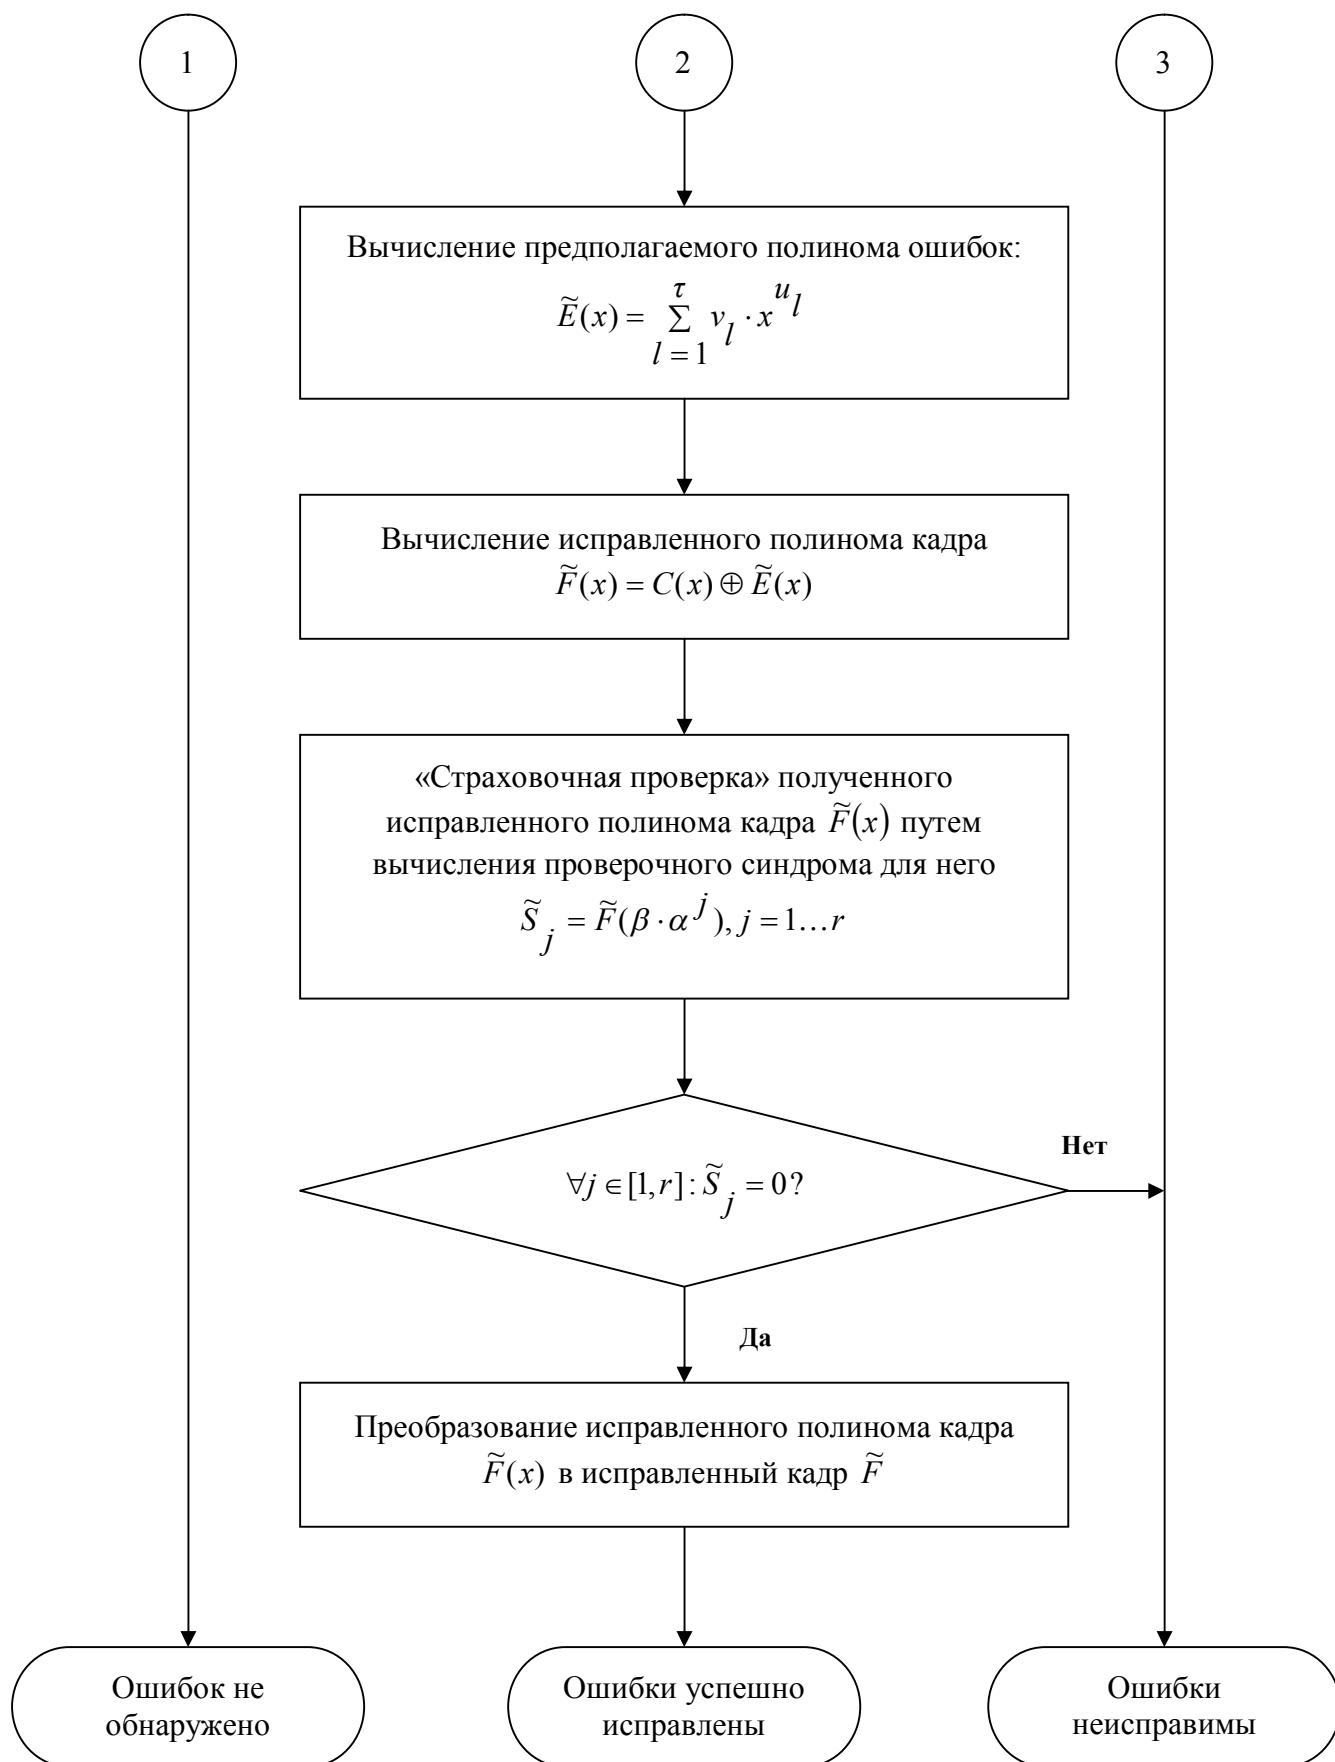 1
2
3
Вычисление предполагаемого полинома ошибок:
Ẽ(x) = ∑_{l = 1}^{τ} v_l · x^{u_l}
Вычисление исправленного полинома кадра
F̃(x) = C(x) ⊕ Ẽ(x)
«Страховочная проверка» полученного
исправленного полинома кадра F̃(x) путем
вычисления проверочного синдрома для него
S̃_j = F̃(β · α^j), j = 1…r
∀j ∈ [1, r] : S̃_j = 0?
Нет
Да
Преобразование исправленного полинома кадра
F̃(x) в исправленный кадр F̃
Ошибок не
обнаружено
Ошибки успешно
исправлены
Ошибки
неисправимы